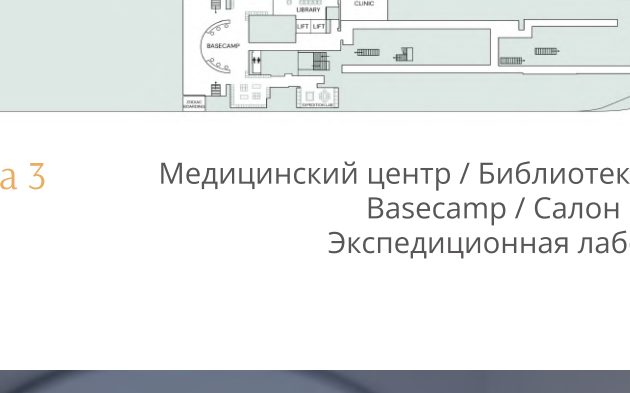 CLINIC
LIBRARY
LIFT LIFT
BASECAMP
ZODIAC
BOARDING
EXPEDITION LAB
а 3
Медицинский центр / Библиотек
Basecamp / Салон
Экспедиционная лаб